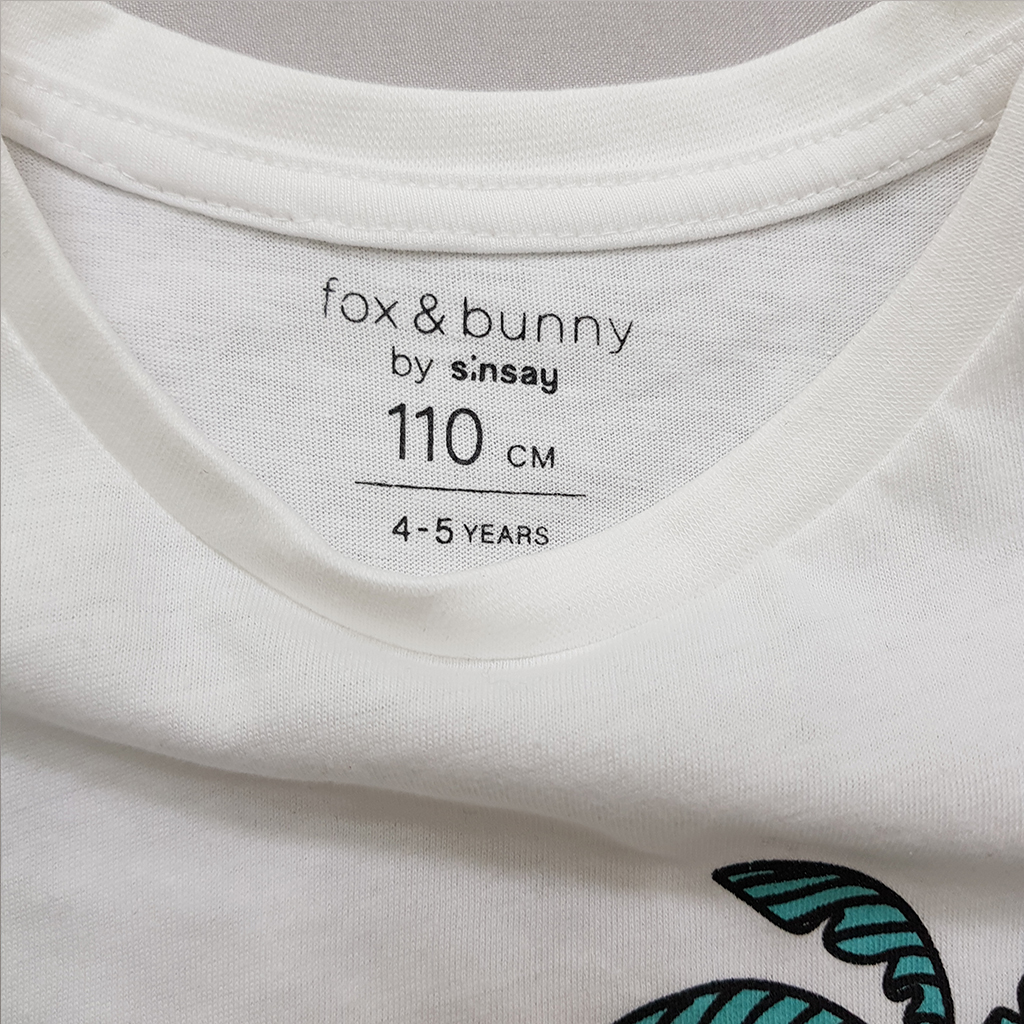 fox & bunny
by sinsay
110 CM
4-5 YEARS